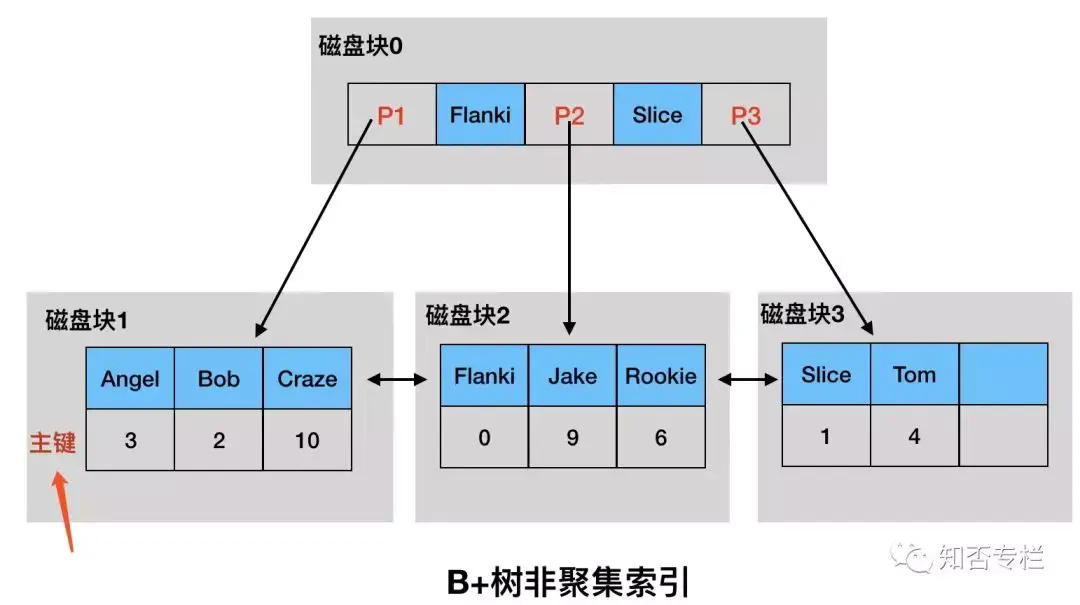 磁盘块0
P1 Flanki P2 Slice P3
磁盘块1
Angel Bob Craze
主键 3 2 10
磁盘块2
Flanki Jake Rookie
0 9 6
磁盘块3
Slice Tom
1 4
知否专栏
B+树非聚集索引